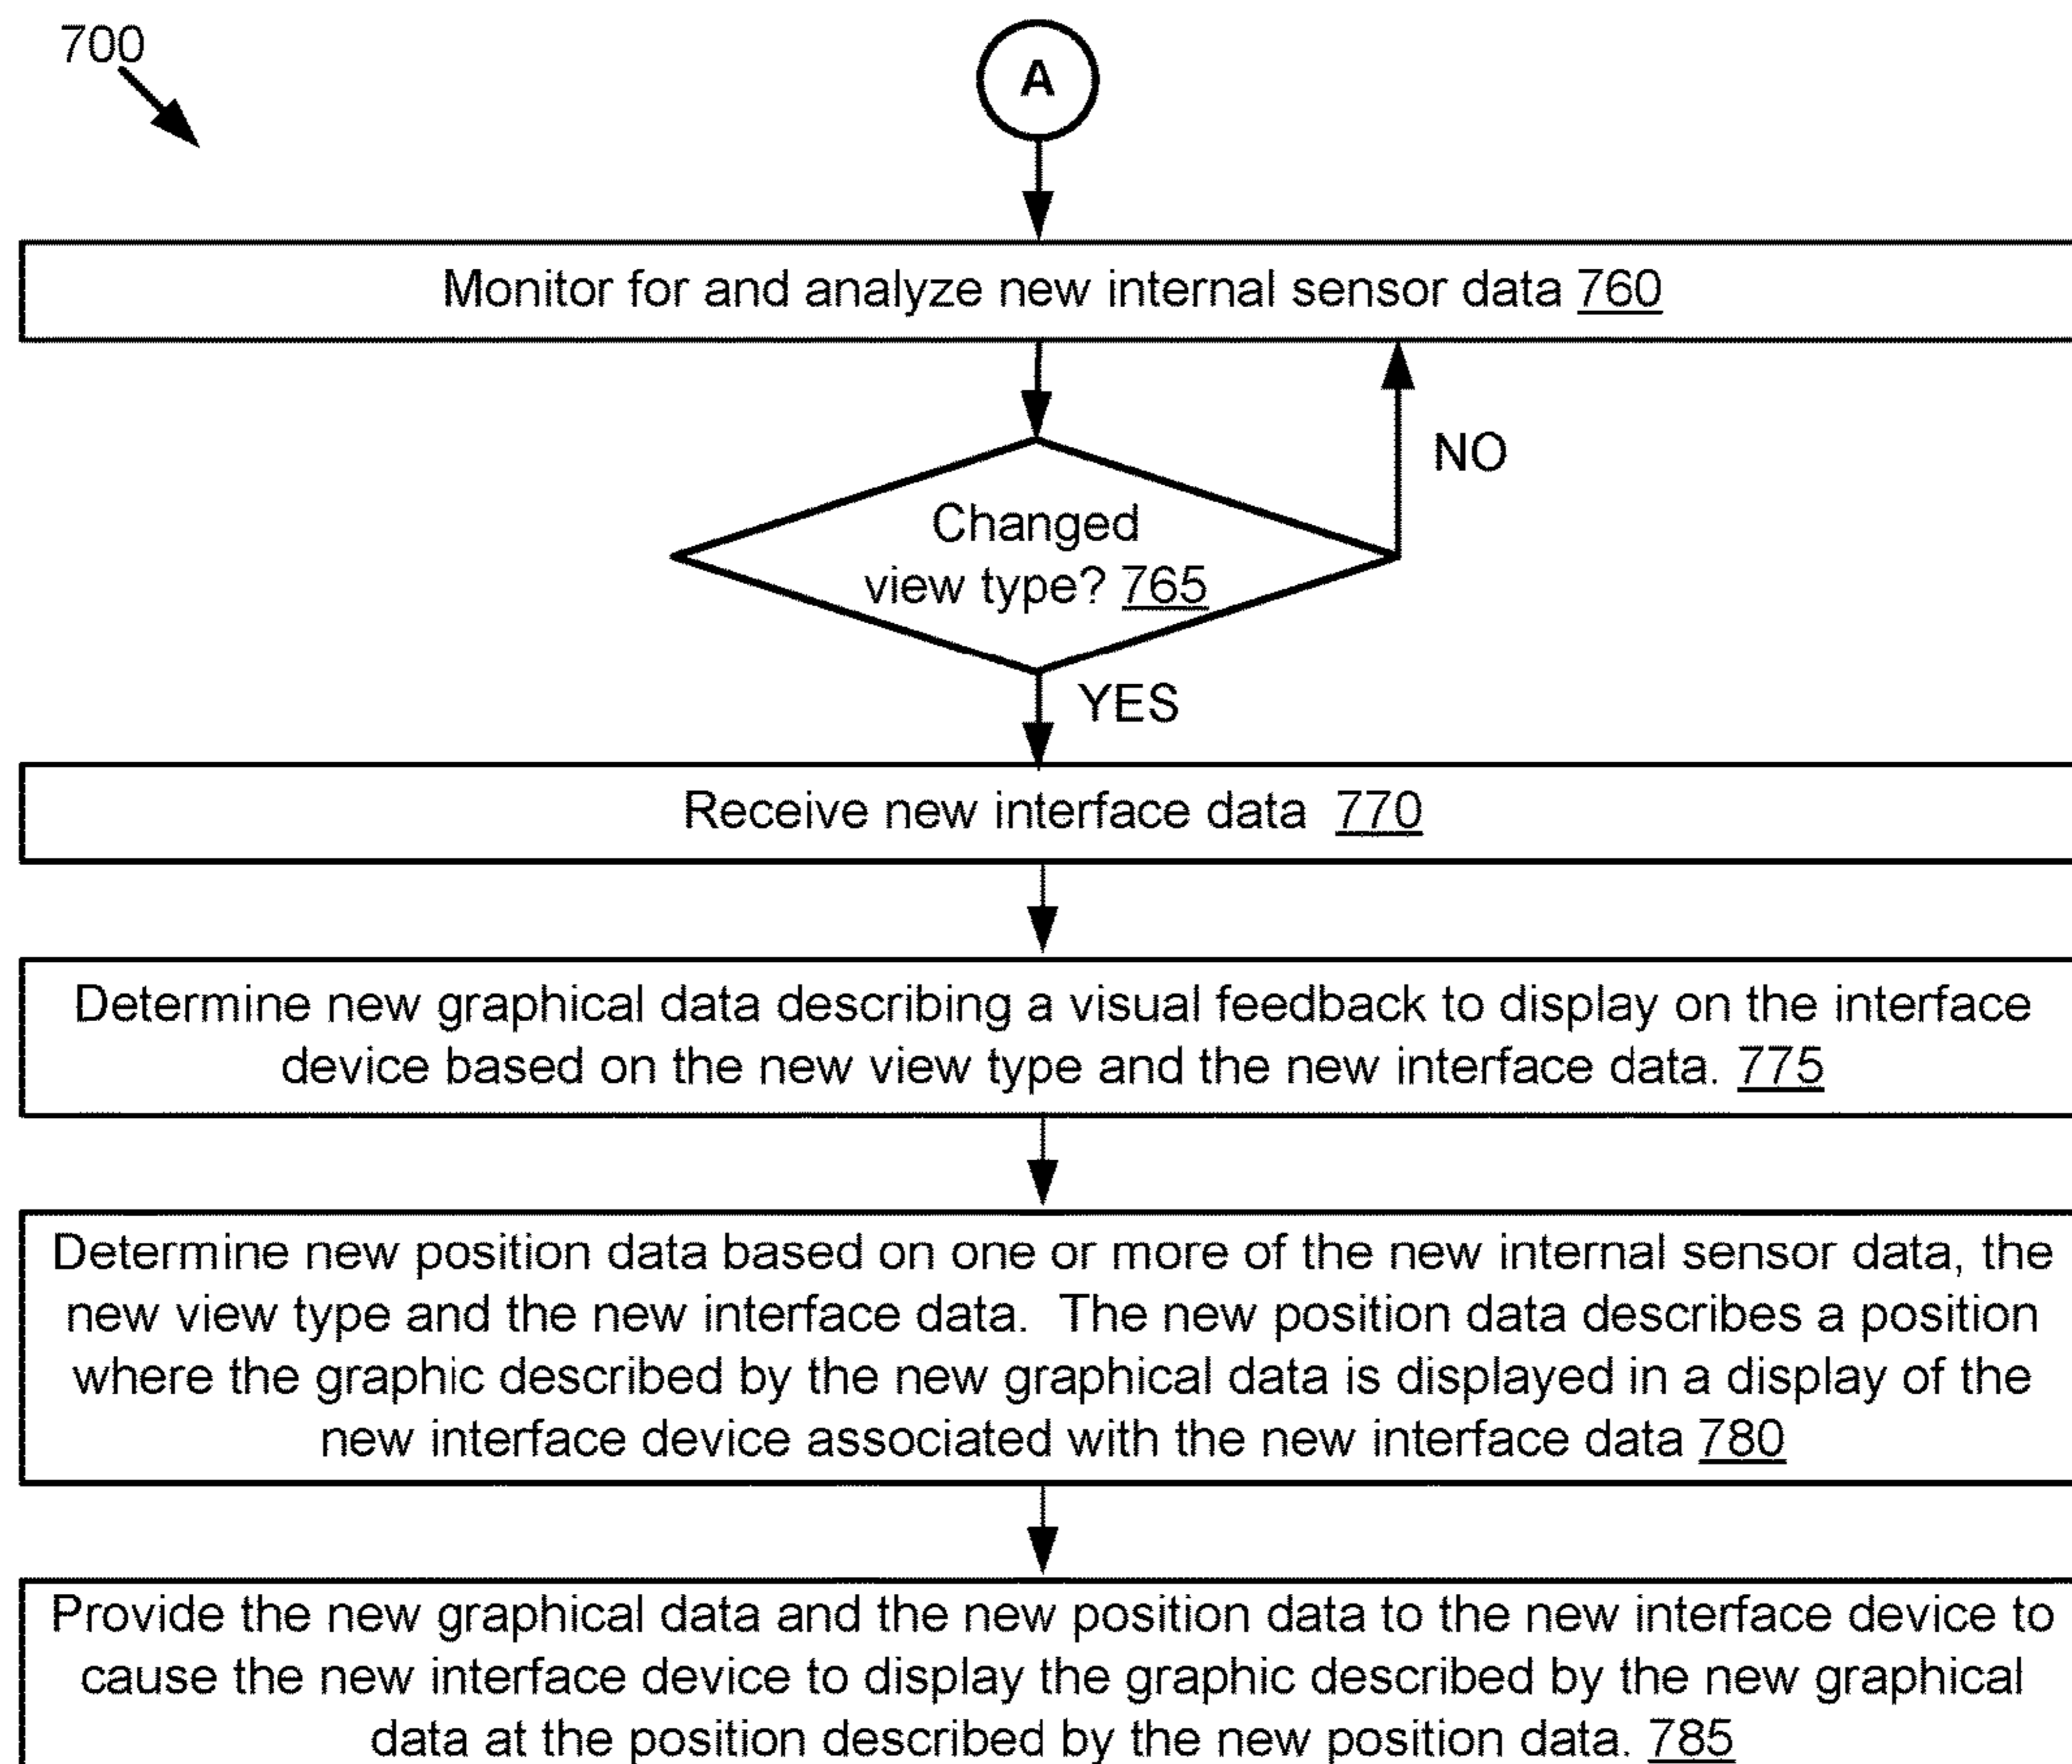 700
A
Monitor for and analyze new internal sensor data 760
NO
Changed
view type? 765
YES
Receive new interface data 770
Determine new graphical data describing a visual feedback to display on the interface
device based on the new view type and the new interface data. 775
Determine new position data based on one or more of the new internal sensor data, the
new view type and the new interface data. The new position data describes a position
where the graphic described by the new graphical data is displayed in a display of the
new interface device associated with the new interface data 780
Provide the new graphical data and the new position data to the new interface device to
cause the new interface device to display the graphic described by the new graphical
data at the position described by the new position data. 785